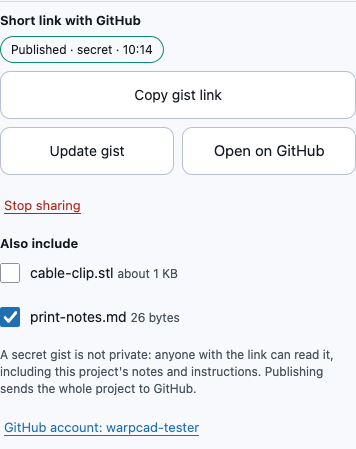 Short link with GitHub
Published · secret · 10:14
Copy gist link
Update gist
Open on GitHub
Stop sharing
Also include
cable-clip.stl about 1 KB
print-notes.md 26 bytes
A secret gist is not private: anyone with the link can read it,
including this project's notes and instructions. Publishing
sends the whole project to GitHub.
GitHub account: warpcad-tester